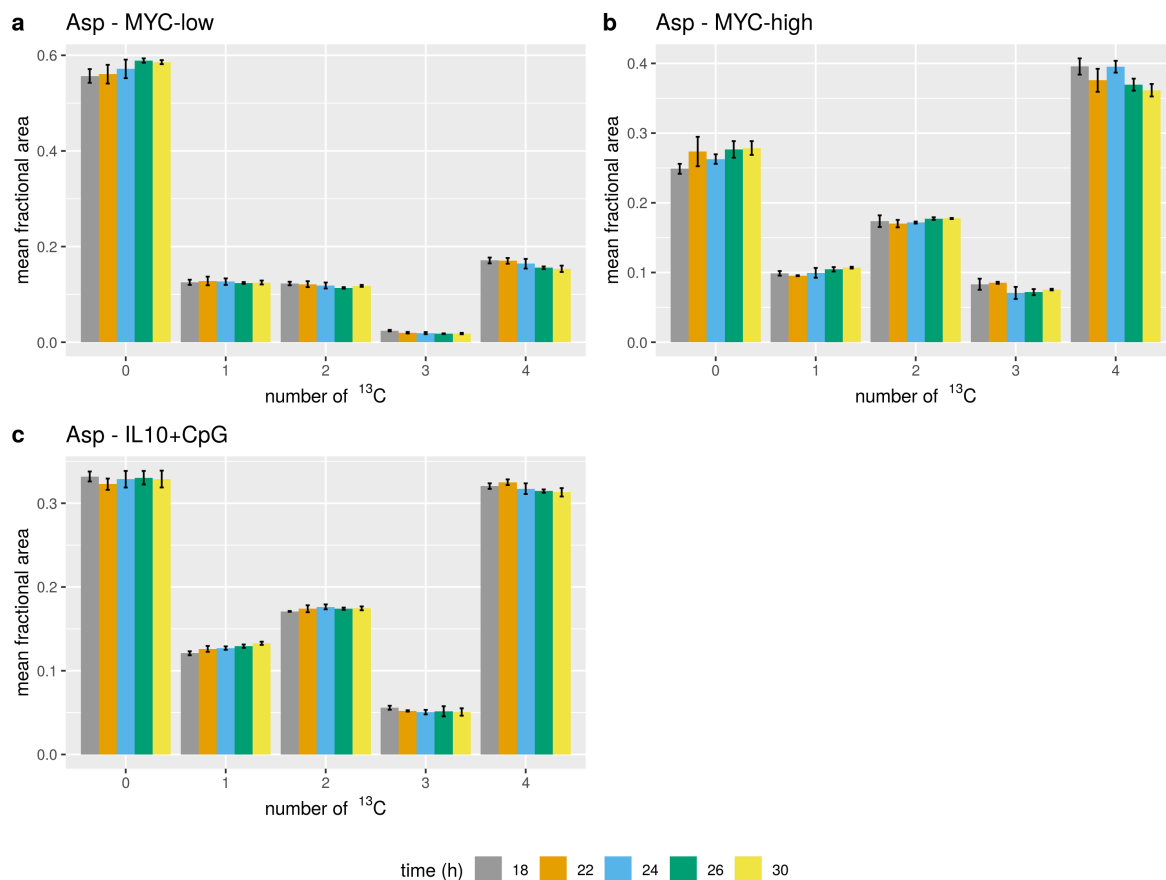 a Asp - MYC-low
mean fractional area
0.6
0.4
0.2
0.0
0 1 2 3 4
number of ¹³C
b Asp - MYC-high
mean fractional area
0.4
0.3
0.2
0.1
0.0
0 1 2 3 4
number of ¹³C
c Asp - IL10+CpG
mean fractional area
0.3
0.2
0.1
0.0
0 1 2 3 4
number of ¹³C
time (h) 18 22 24 26 30